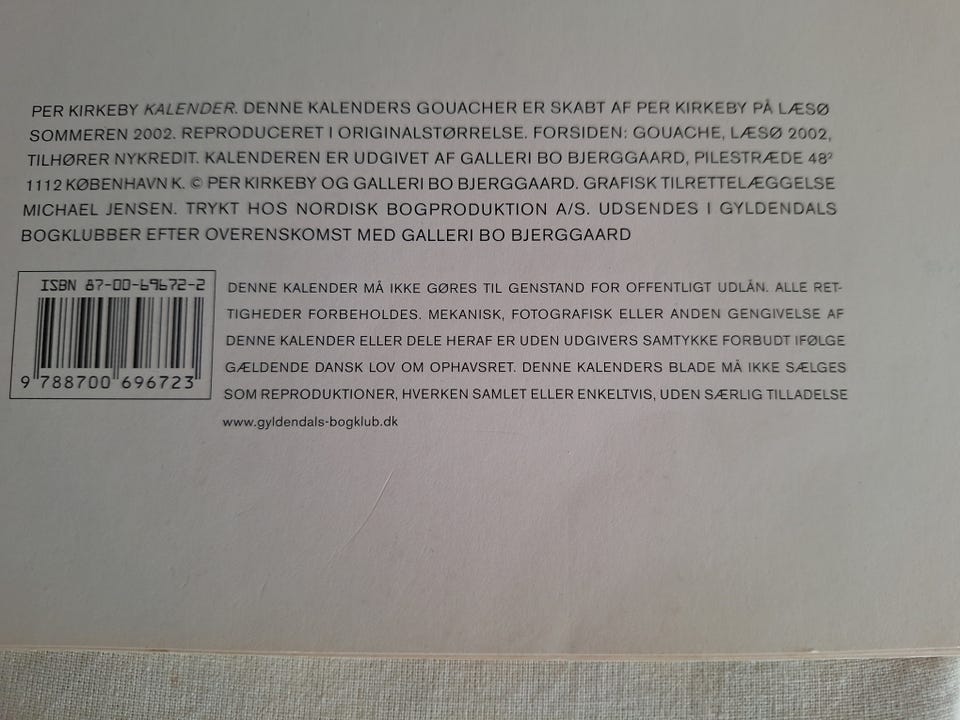 PER KIRKEBY KALENDER. DENNE KALENDERS GOUACHER ER SKABT AF PER KIRKEBY PÅ LÆSØ
SOMMEREN 2002. REPRODUCERET I ORIGINALSTØRRELSE. FORSIDEN: GOUACHE, LÆSØ 2002,
TILHØRER NYKREDIT. KALENDEREN ER UDGIVET AF GALLERI BO BJERGGAARD, PILESTRÆDE 48²
1112 KØBENHAVN K. © PER KIRKEBY OG GALLERI BO BJERGGAARD. GRAFISK TILRETTELÆGGELSE
MICHAEL JENSEN. TRYKT HOS NORDISK BOGPRODUKTION A/S. UDSENDES I GYLDENDALS
BOGKLUBBER EFTER OVERENSKOMST MED GALLERI BO BJERGGAARD
ISBN 87-00-69672-2
9 788700 696723
DENNE KALENDER MÅ IKKE GØRES TIL GENSTAND FOR OFFENTLIGT UDLÅN. ALLE RET-
TIGHEDER FORBEHOLDES. MEKANISK, FOTOGRAFISK ELLER ANDEN GENGIVELSE AF
DENNE KALENDER ELLER DELE HERAF ER UDEN UDGIVERS SAMTYKKE FORBUDT IFØLGE
GÆLDENDE DANSK LOV OM OPHAVSRET. DENNE KALENDERS BLADE MÅ IKKE SÆLGES
SOM REPRODUKTIONER, HVERKEN SAMLET ELLER ENKELTVIS, UDEN SÆRLIG TILLADELSE
www.gyldendals-bogklub.dk